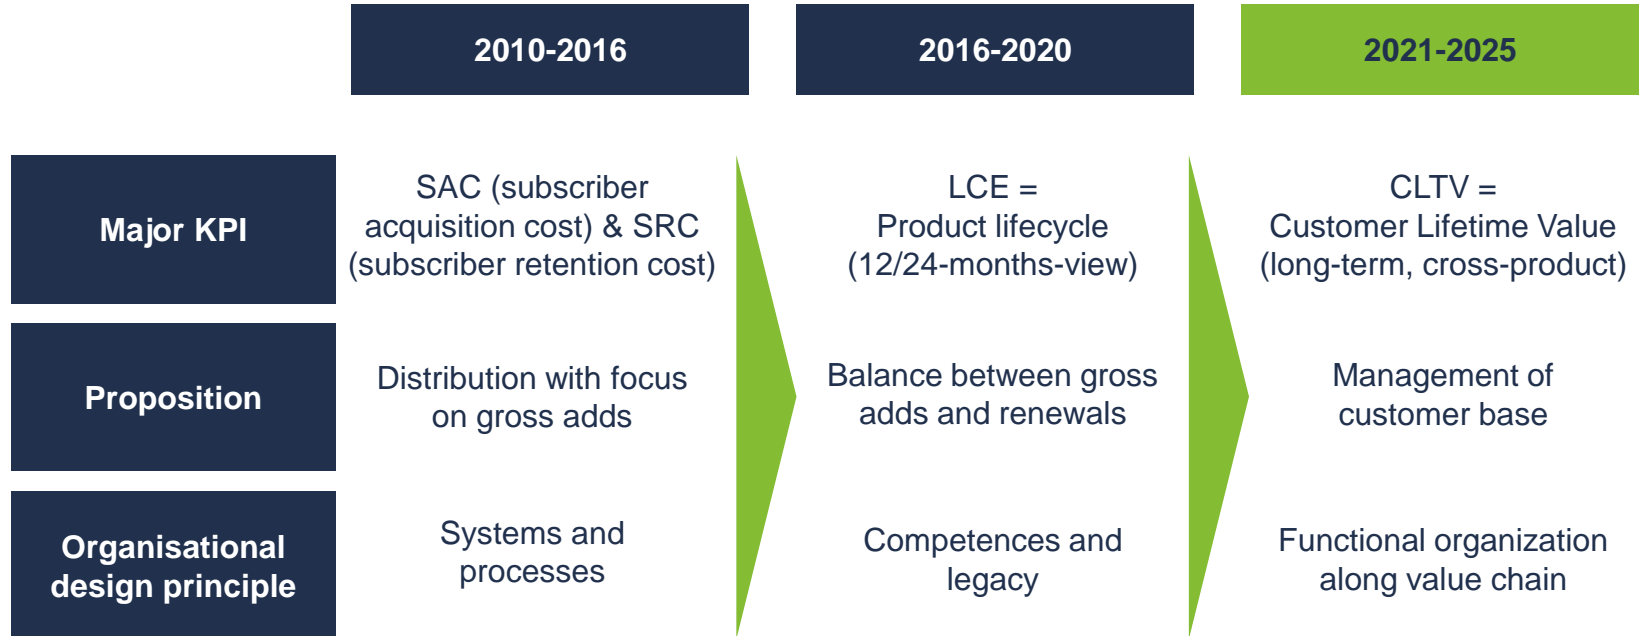 2010-2016
2016-2020
2021-2025
Major KPI
SAC (subscriber
acquisition cost) & SRC
(subscriber retention cost)
LCE =
Product lifecycle
(12/24-months-view)
CLTV =
Customer Lifetime Value
(long-term, cross-product)
Proposition
Distribution with focus
on gross adds
Balance between gross
adds and renewals
Management of
customer base
Organisational
design principle
Systems and
processes
Competences and
legacy
Functional organization
along value chain